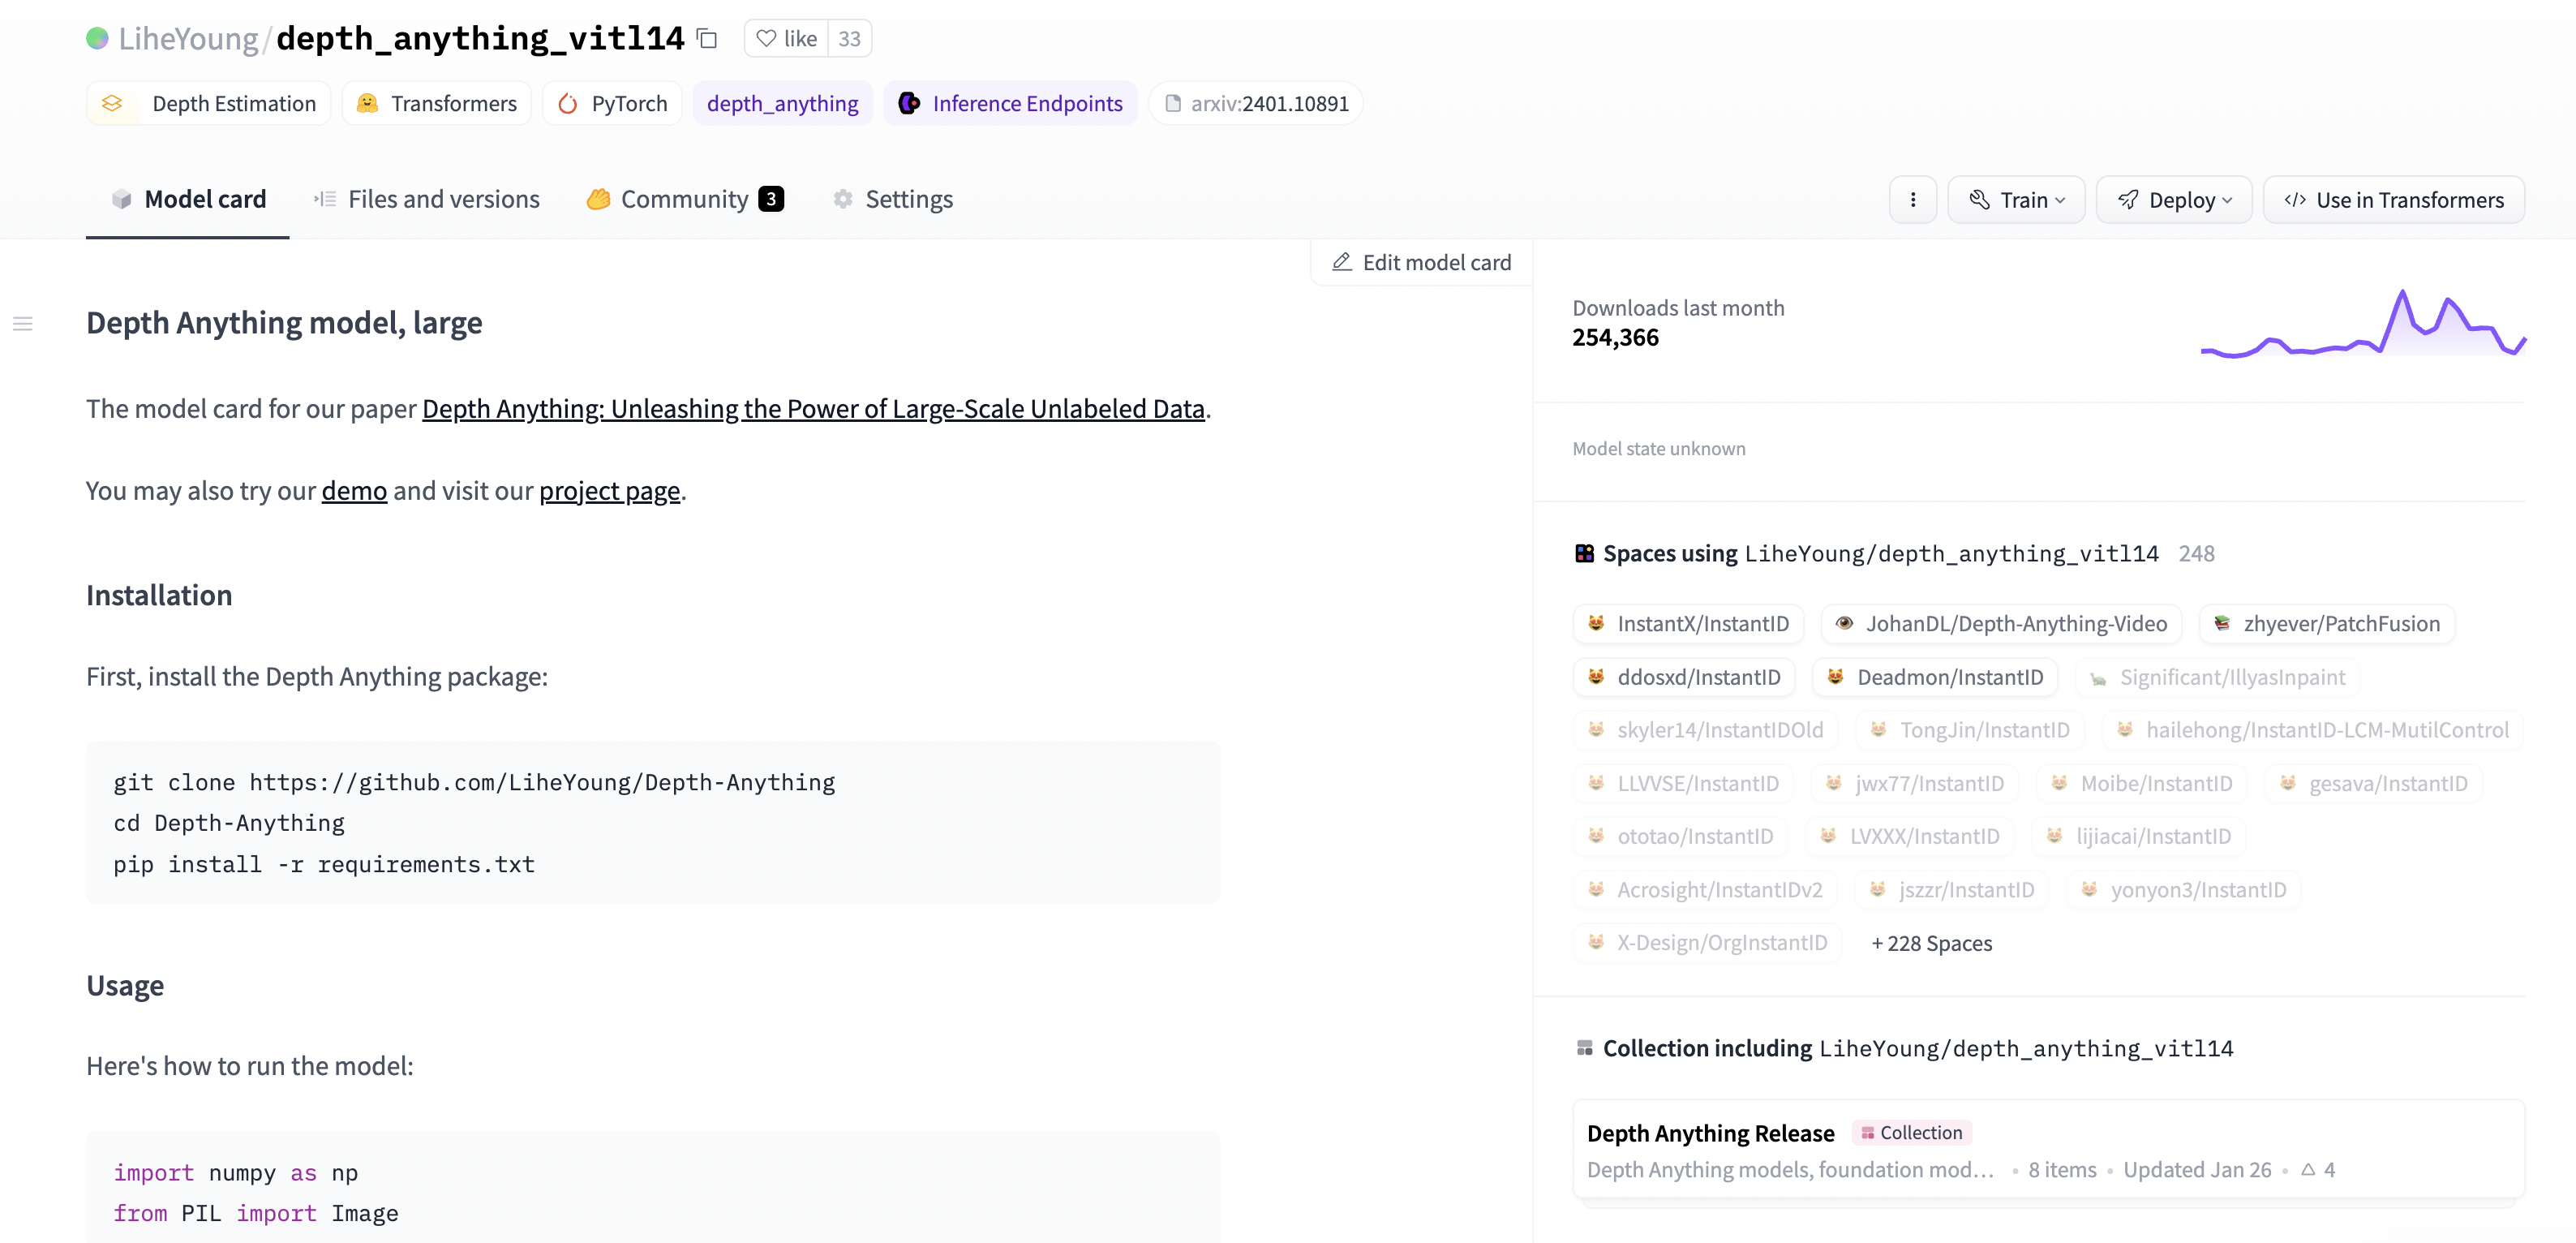 LiheYoung/depth_anything_vitl14 like 33
Depth Estimation Transformers PyTorch depth_anything Inference Endpoints arxiv:2401.10891
Model card Files and versions Community 3 Settings Train Deploy </> Use in Transformers
Edit model card
Depth Anything model, large
The model card for our paper Depth Anything: Unleashing the Power of Large-Scale Unlabeled Data.
You may also try our demo and visit our project page.
Installation
First, install the Depth Anything package:
git clone https://github.com/LiheYoung/Depth-Anything
cd Depth-Anything
pip install -r requirements.txt
Usage
Here's how to run the model:
import numpy as np
from PIL import Image
Downloads last month
254,366
Model state unknown
Spaces using LiheYoung/depth_anything_vitl14 248
InstantX/InstantID JohanDL/Depth-Anything-Video zhyever/PatchFusion
ddosxd/InstantID Deadmon/InstantID Significant/IllyasInpaint
skyler14/InstantIDOld TongJin/InstantID hailehong/InstantID-LCM-MutilControl
LLVVSE/InstantID jwx77/InstantID Moibe/InstantID gesava/InstantID
ototao/InstantID LVXXX/InstantID lijiacai/InstantID
Acrosight/InstantIDv2 jszzr/InstantID yonyon3/InstantID
X-Design/OrgInstantID + 228 Spaces
Collection including LiheYoung/depth_anything_vitl14
Depth Anything Release Collection
Depth Anything models, foundation mod… • 8 items • Updated Jan 26 • 4